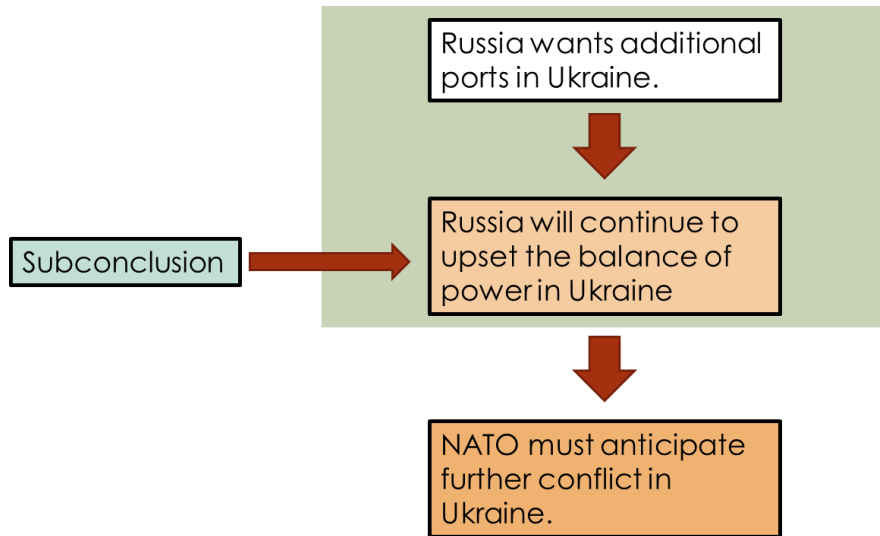 Russia wants additional
ports in Ukraine.
Subconclusion
Russia will continue to
upset the balance of
power in Ukraine
NATO must anticipate
further conflict in
Ukraine.